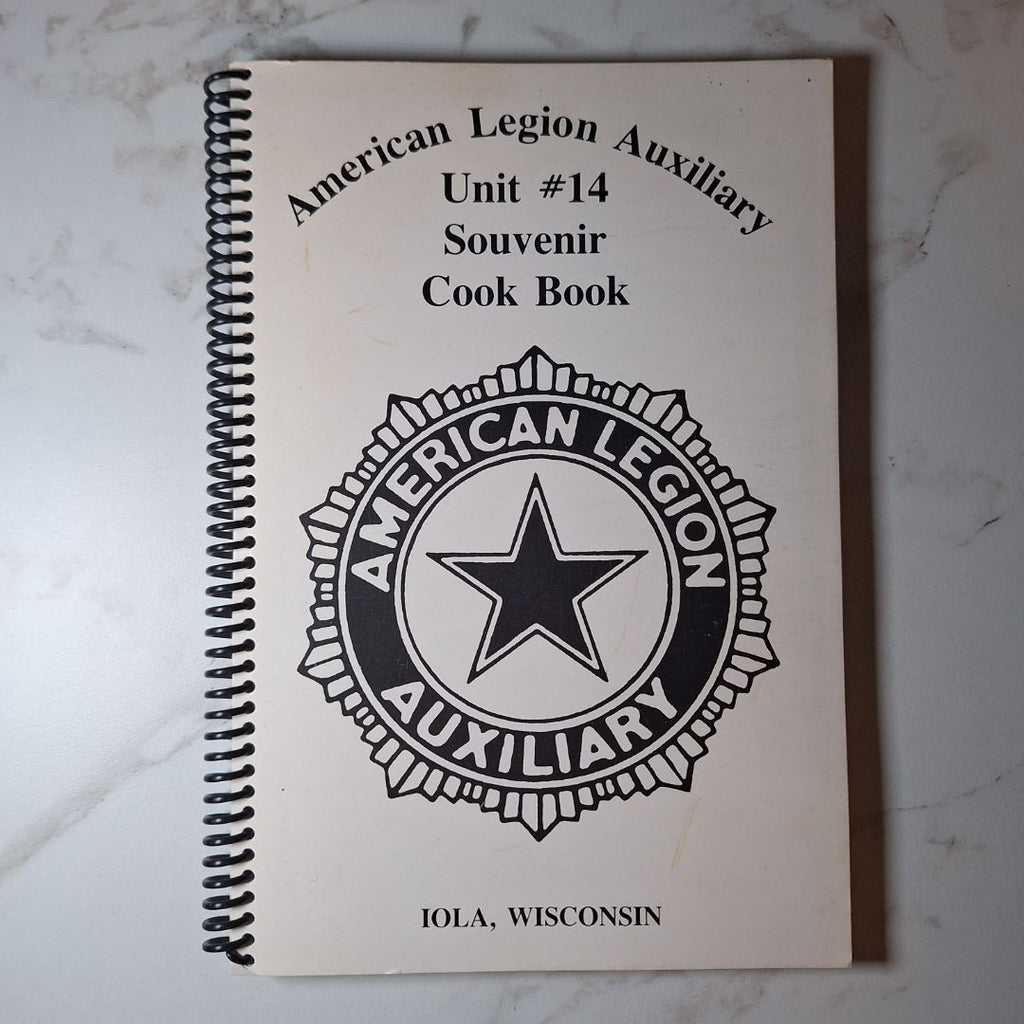 American Legion Auxiliary
Unit #14
Souvenir
Cook Book
AMERICAN LEGION
AUXILIARY
IOLA, WISCONSIN